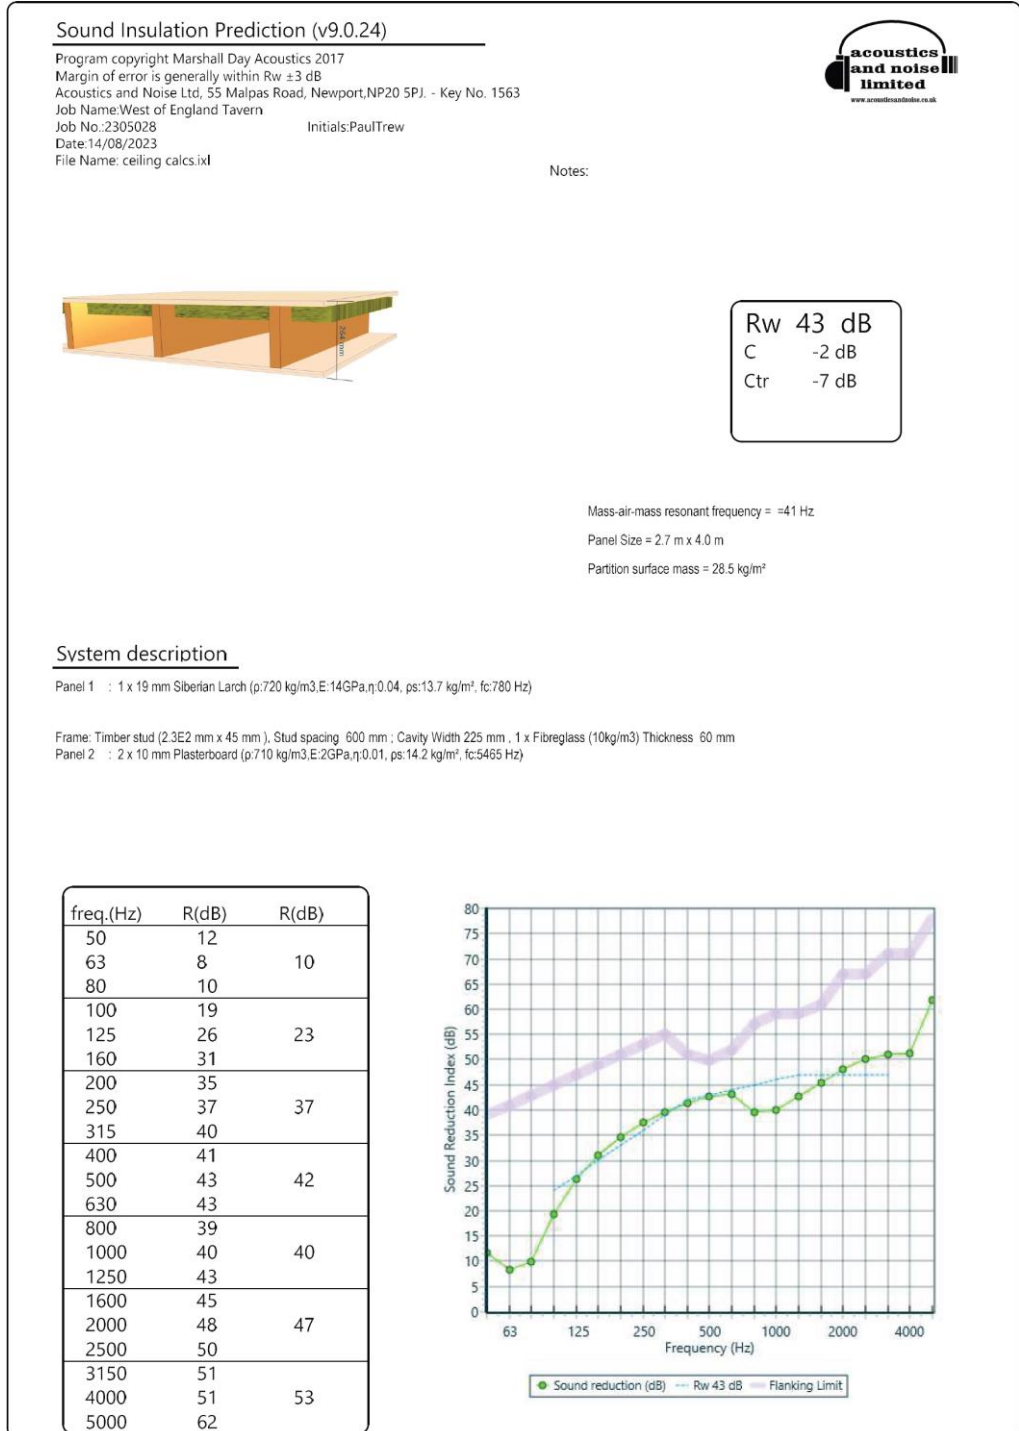 Sound Insulation Prediction (v9.0.24)
Program copyright Marshall Day Acoustics 2017
Margin of error is generally within Rw ±3 dB
Acoustics and Noise Ltd, 55 Malpas Road, Newport,NP20 5PJ. - Key No. 1563
Job Name:West of England Tavern
Job No.:2305028 Initials:PaulTrew
Date:14/08/2023
File Name: ceiling calcs.ixl
acoustics
and noise
limited
www.acousticsandnoise.co.uk
Notes:
264 mm
Rw 43 dB
C -2 dB
Ctr -7 dB
Mass-air-mass resonant frequency = =41 Hz
Panel Size = 2.7 m x 4.0 m
Partition surface mass = 28.5 kg/m²
System description
Panel 1 : 1 x 19 mm Siberian Larch (ρ:720 kg/m3,E:14GPa,η:0.04, ρs:13.7 kg/m², fc:780 Hz)
Frame: Timber stud (2.3E2 mm x 45 mm ), Stud spacing 600 mm ; Cavity Width 225 mm , 1 x Fibreglass (10kg/m3) Thickness 60 mm
Panel 2 : 2 x 10 mm Plasterboard (ρ:710 kg/m3,E:2GPa,η:0.01, ρs:14.2 kg/m², fc:5465 Hz)
freq.(Hz) R(dB) R(dB)
50 12
63 8 10
80 10
100 19
125 26 23
160 31
200 35
250 37 37
315 40
400 41
500 43 42
630 43
800 39
1000 40 40
1250 43
1600 45
2000 48 47
2500 50
3150 51
4000 51 53
5000 62
Sound Reduction Index (dB)
80
75
70
65
60
55
50
45
40
35
30
25
20
15
10
5
0
63 125 250 500 1000 2000 4000
Frequency (Hz)
Sound reduction (dB) Rw 43 dB Flanking Limit